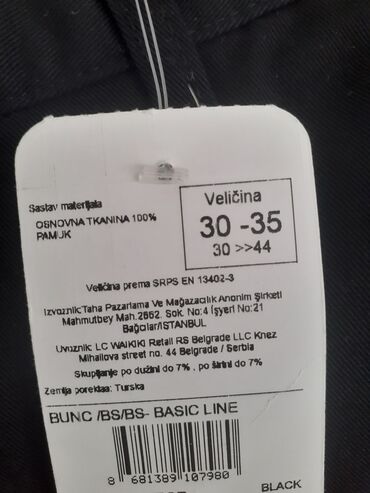 Sastav materijala
OSNOVNA TKANINA 100%
PAMUK
Veličina
30 -35
30 >>44
Veličina prema SRPS EN 13402-3
Izvoznik:Taha Pazarlama Ve Mağazacılık Anonim Şirketi
Mahmutbey Mah.2662. Sok. No:4 İşyeri No:21
Bağcılar/ISTANBUL
Uvoznik: LC WAIKIKI Retail RS Belgrade LLC Knez
Mihailova street no. 44 Belgrade / Serbia
Skupljanje po dužini do 7% , po širini do 7%
Zemlja porekla: Turska
BUNC /BS/BS- BASIC LINE
8 681389 107980
BLACK